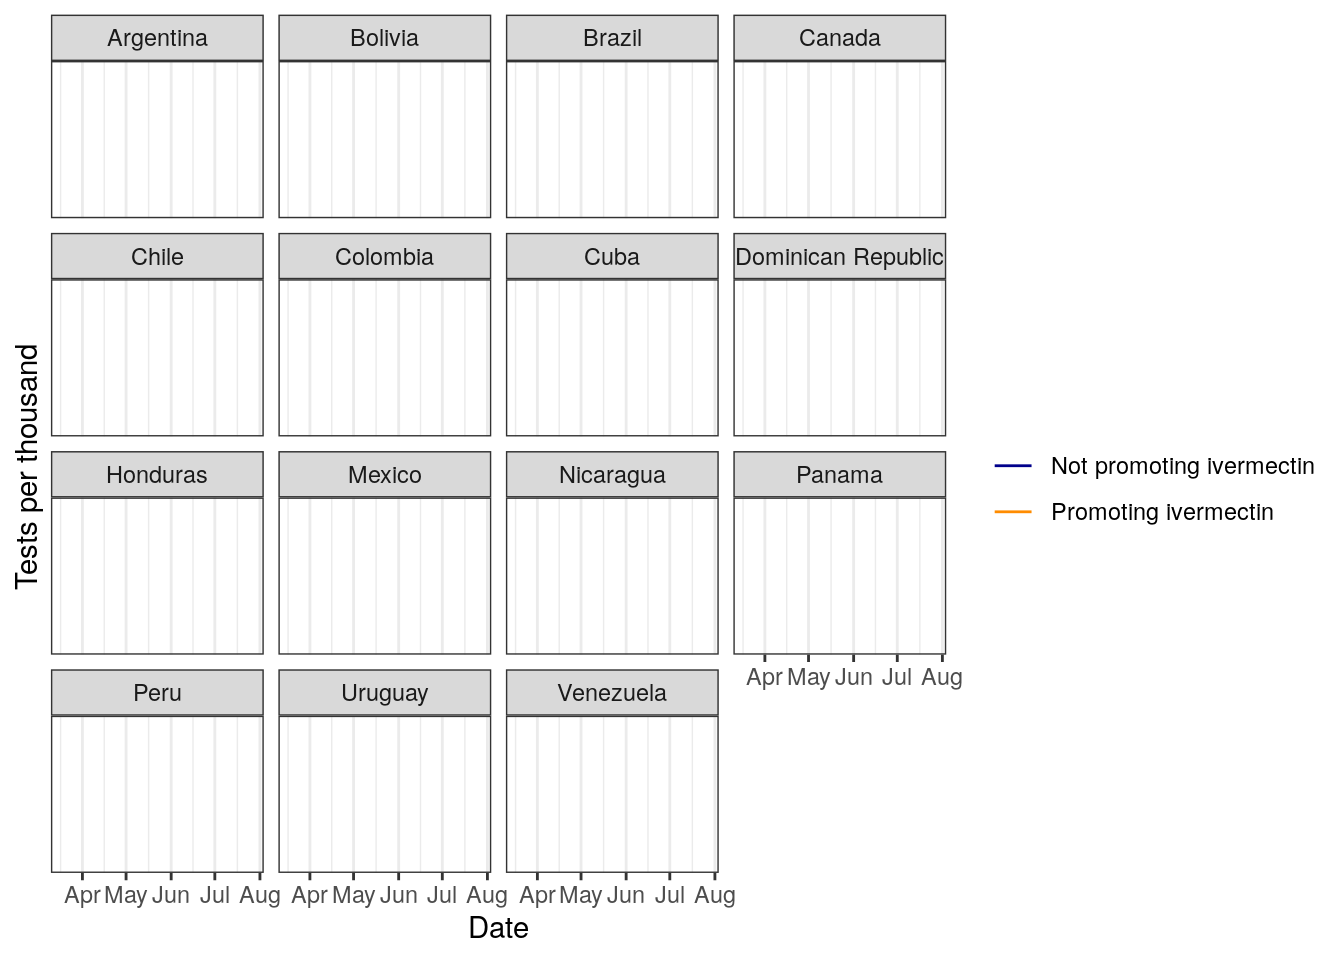 Argentina
Bolivia
Brazil
Canada
Chile
Colombia
Cuba
Dominican Republic
Tests per thousand
Honduras
Mexico
Nicaragua
Panama
Not promoting ivermectin
Promoting ivermectin
Apr May Jun Jul Aug
Peru
Uruguay
Venezuela
Apr May Jun Jul Aug
Apr May Jun Jul Aug
Apr May Jun Jul Aug
Date